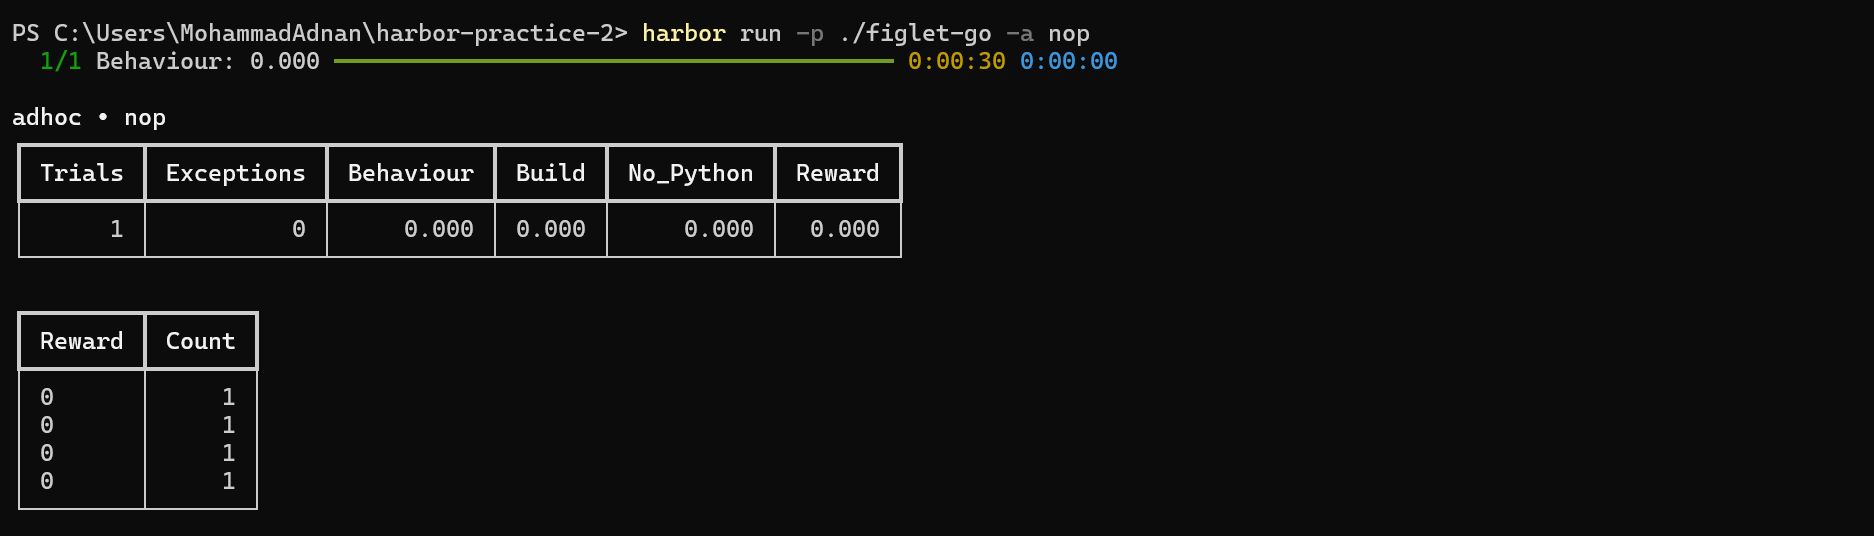 PS C:\Users\MohammadAdnan\harbor-practice-2> harbor run -p ./figlet-go -a nop
1/1 Behaviour: 0.000 0:00:30 0:00:00
adhoc • nop
Trials Exceptions Behaviour Build No_Python Reward
1 0 0.000 0.000 0.000 0.000
Reward Count
0 1
0 1
0 1
0 1